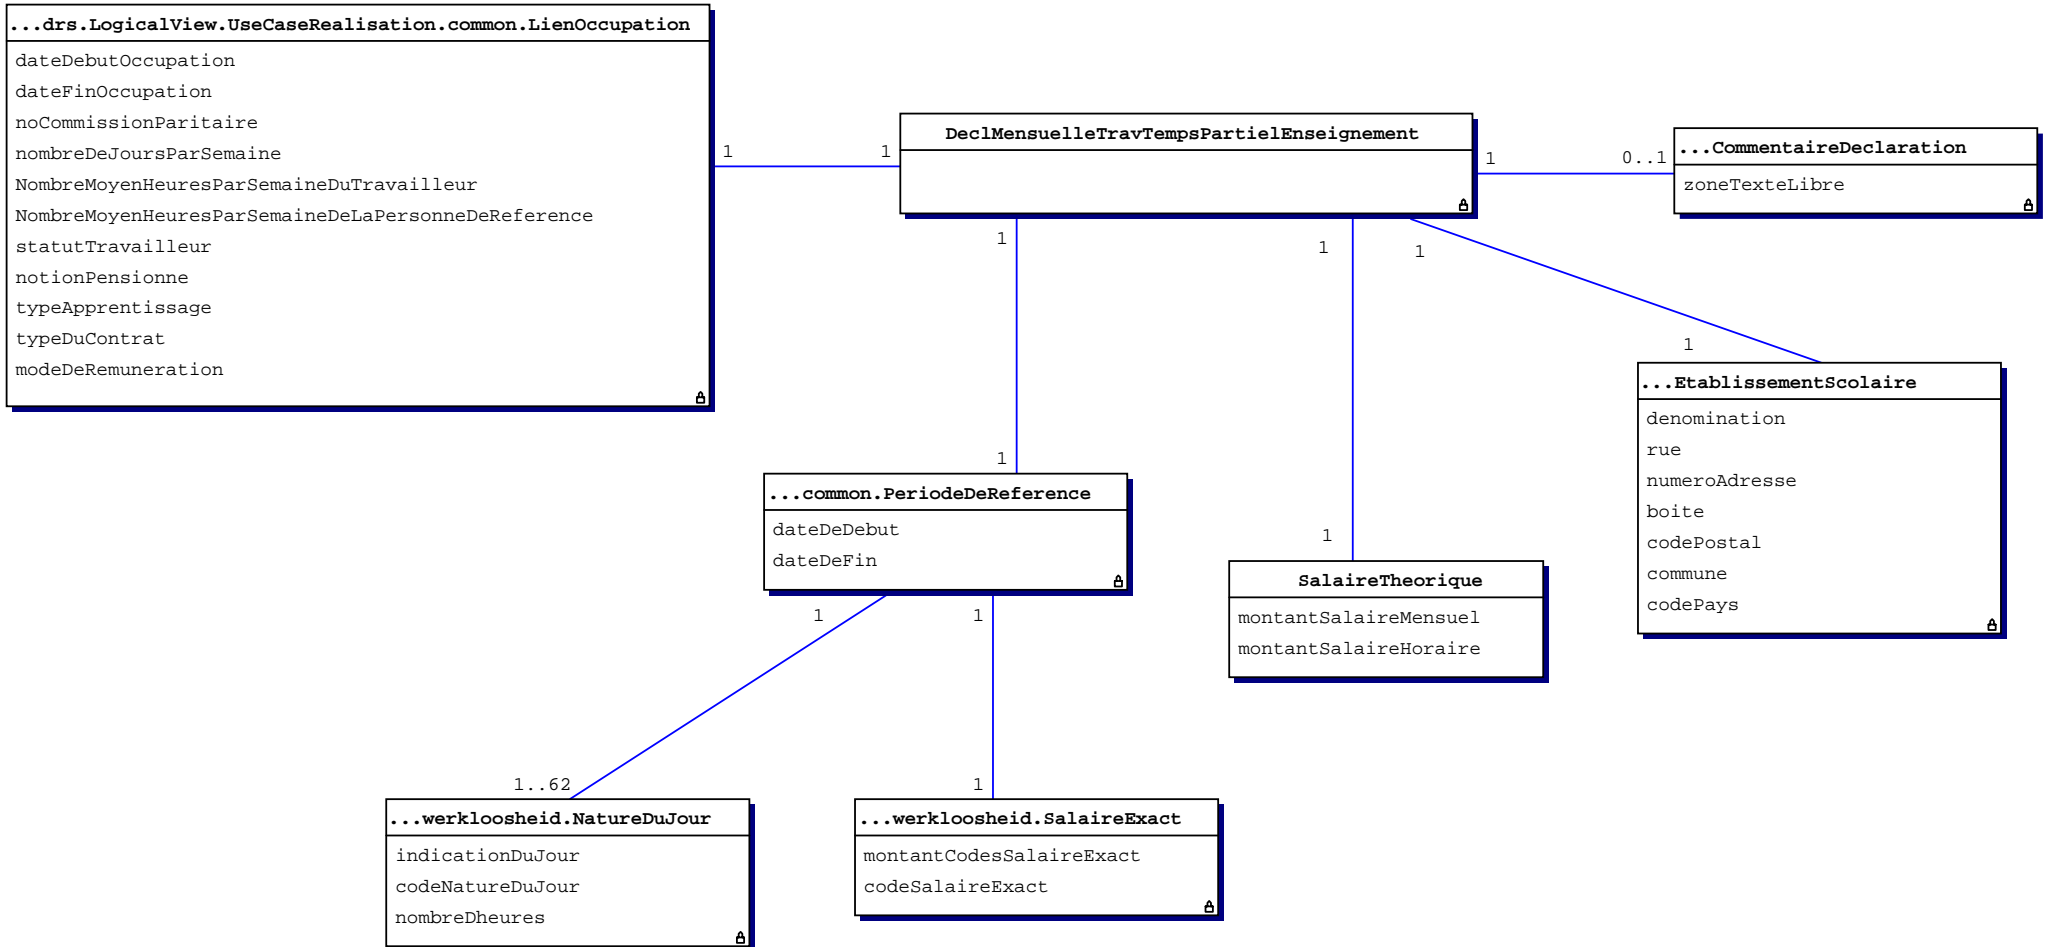 ...drs.LogicalView.UseCaseRealisation.common.LienOccupation
dateDebutOccupation
dateFinOccupation
noCommissionParitaire
nombreDeJoursParSemaine
NombreMoyenHeuresParSemaineDuTravailleur
NombreMoyenHeuresParSemaineDeLaPersonneDeReference
statutTravailleur
notionPensionne
typeApprentissage
typeDuContrat
modeDeRemuneration
1
1
DeclMensuelleTravTempsPartielEnseignement
1
0..1
...CommentaireDeclaration
zoneTexteLibre
1
1
1
1
1
1
...EtablissementScolaire
denomination
rue
numeroAdresse
boite
codePostal
commune
codePays
...common.PeriodeDeReference
dateDeDebut
dateDeFin
SalaireTheorique
montantSalaireMensuel
montantSalaireHoraire
1
1
1..62
1
...werkloosheid.NatureDuJour
indicationDuJour
codeNatureDuJour
nombreDheures
...werkloosheid.SalaireExact
montantCodesSalaireExact
codeSalaireExact